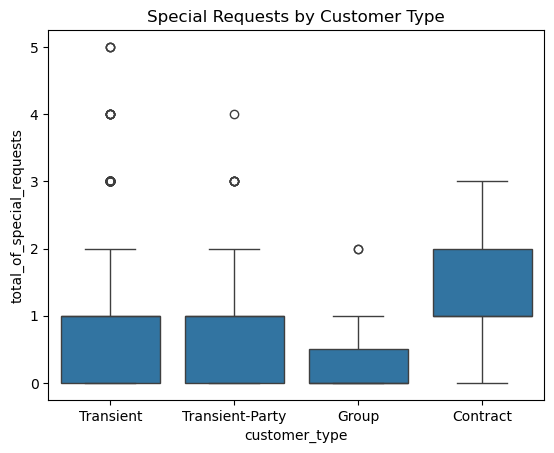 Special Requests by Customer Type
total_of_special_requests
5
4
3
2
1
0
Transient Transient-Party Group Contract
customer_type